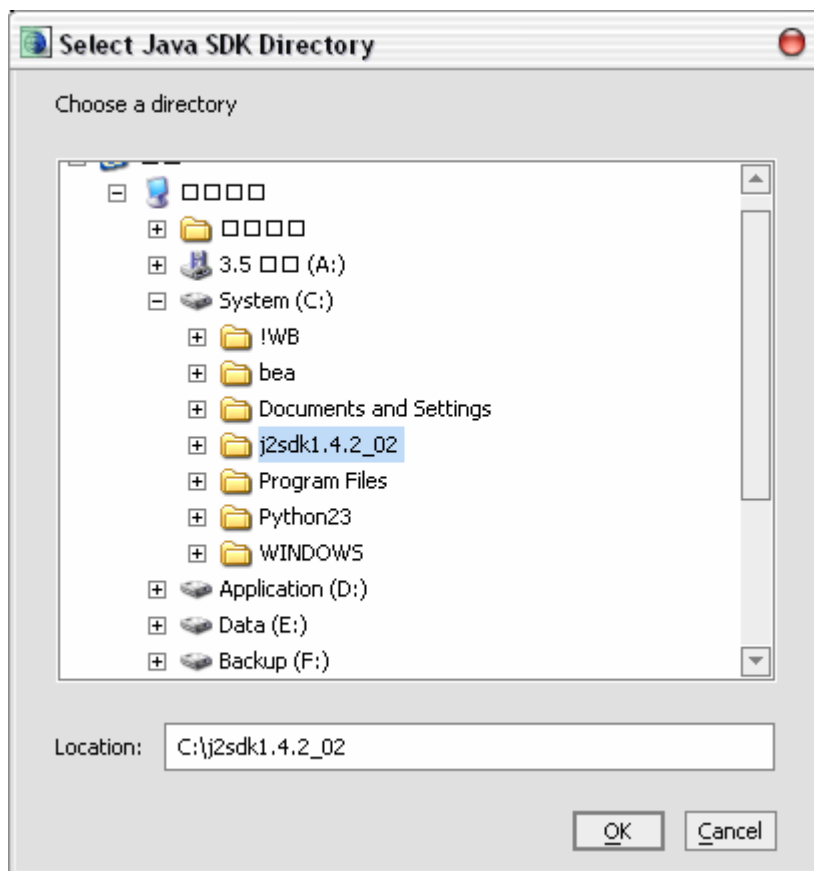 Select Java SDK Directory
Choose a directory
□□□□
□□□□
3.5 □□ (A:)
System (C:)
!WB
bea
Documents and Settings
j2sdk1.4.2_02
Program Files
Python23
WINDOWS
Application (D:)
Data (E:)
Backup (F:)
Location: C:\j2sdk1.4.2_02
OK Cancel